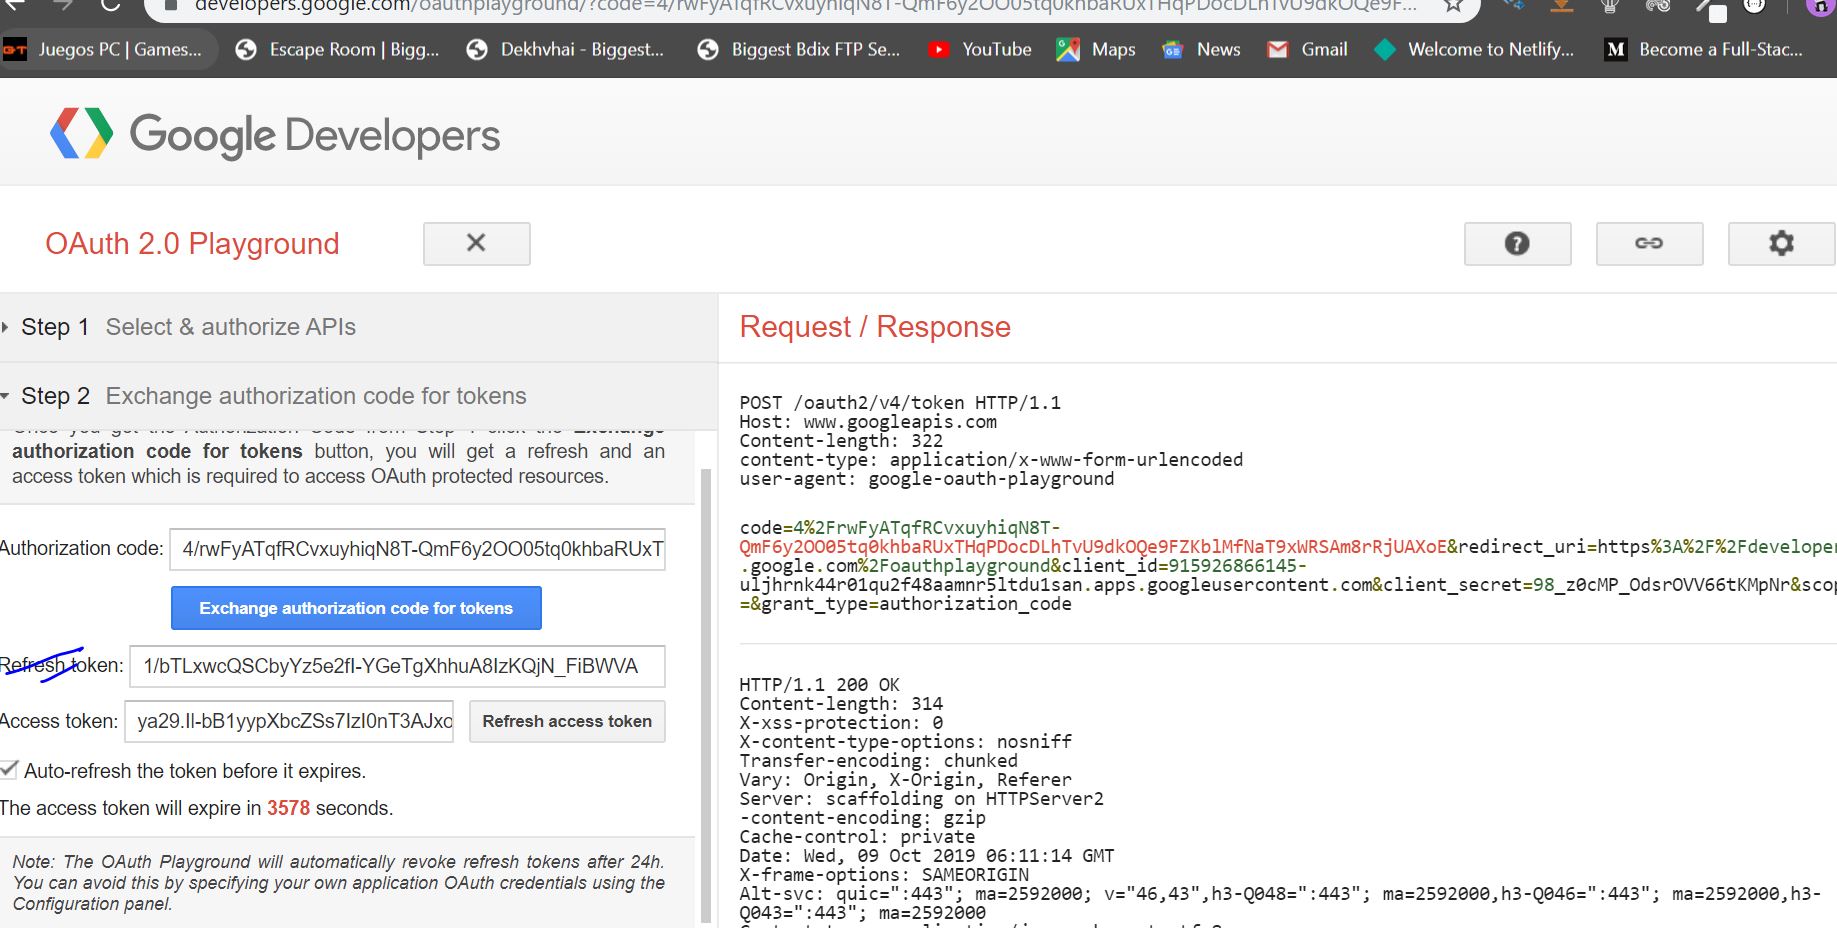 developers.google.com/oauthplayground/?code=4/rwFyATqfRCvxuyhiqN8T-QmF6y2OO05tq0khbaRUxTHqPDocDLhTvU9dkOQe9F...
Juegos PC | Games... Escape Room | Bigg... Dekhvhai - Biggest... Biggest Bdix FTP Se... YouTube Maps News Gmail Welcome to Netlify... M Become a Full-Stac...
Google Developers
OAuth 2.0 Playground
Step 1 Select & authorize APIs
Step 2 Exchange authorization code for tokens
Once you get the Authorization Code from Step 1 click the Exchange
authorization code for tokens button, you will get a refresh and an
access token which is required to access OAuth protected resources.
Authorization code: 4/rwFyATqfRCvxuyhiqN8T-QmF6y2OO05tq0khbaRUxT
Exchange authorization code for tokens
Refresh token: 1/bTLxwcQSCbyYz5e2fI-YGeTgXhhuA8IzKQjN_FiBWVA
Access token: ya29.Il-bB1yypXbcZSs7IzI0nT3AJxo Refresh access token
Auto-refresh the token before it expires.
The access token will expire in 3578 seconds.
Note: The OAuth Playground will automatically revoke refresh tokens after 24h.
You can avoid this by specifying your own application OAuth credentials using the
Configuration panel.
Request / Response
POST /oauth2/v4/token HTTP/1.1
Host: www.googleapis.com
Content-length: 322
content-type: application/x-www-form-urlencoded
user-agent: google-oauth-playground
code=4%2FrwFyATqfRCvxuyhiqN8T-
QmF6y2OO05tq0khbaRUxTHqPDocDLhTvU9dkOQe9FZKblMfNaT9xWRSAm8rRjUAXoE&redirect_uri=https%3A%2F%2Fdeveloper
.google.com%2Foauthplayground&client_id=915926866145-
uljhrnk44r01qu2f48aamnr5ltdu1san.apps.googleusercontent.com&client_secret=98_z0cMP_OdsrOVV66tKMpNr&scop
=&grant_type=authorization_code
HTTP/1.1 200 OK
Content-length: 314
X-xss-protection: 0
X-content-type-options: nosniff
Transfer-encoding: chunked
Vary: Origin, X-Origin, Referer
Server: scaffolding on HTTPServer2
-content-encoding: gzip
Cache-control: private
Date: Wed, 09 Oct 2019 06:11:14 GMT
X-frame-options: SAMEORIGIN
Alt-svc: quic=":443"; ma=2592000; v="46,43",h3-Q048=":443"; ma=2592000,h3-Q046=":443"; ma=2592000,h3-
Q043=":443"; ma=2592000